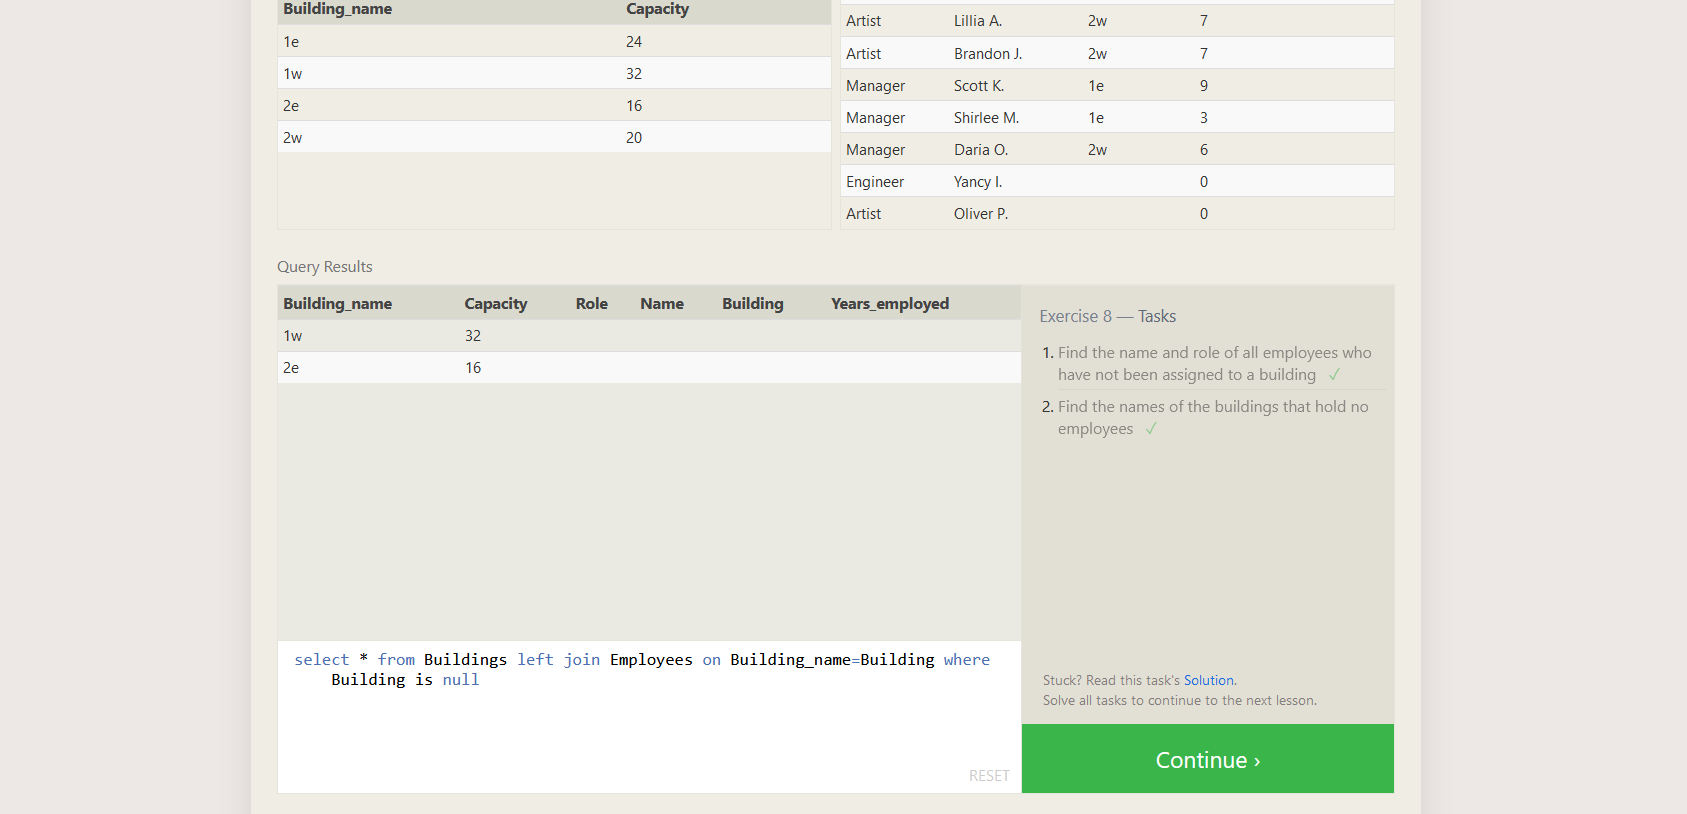 Building_name Capacity
1e 24
1w 32
2e 16
2w 20
Artist Lillia A. 2w 7
Artist Brandon J. 2w 7
Manager Scott K. 1e 9
Manager Shirlee M. 1e 3
Manager Daria O. 2w 6
Engineer Yancy I. 0
Artist Oliver P. 0
Query Results
Building_name Capacity Role Name Building Years_employed
1w 32
2e 16
select * from Buildings left join Employees on Building_name=Building where
Building is null
RESET
Exercise 8 — Tasks
1. Find the name and role of all employees who
have not been assigned to a building ✓
2. Find the names of the buildings that hold no
employees ✓
Stuck? Read this task's Solution.
Solve all tasks to continue to the next lesson.
Continue ›